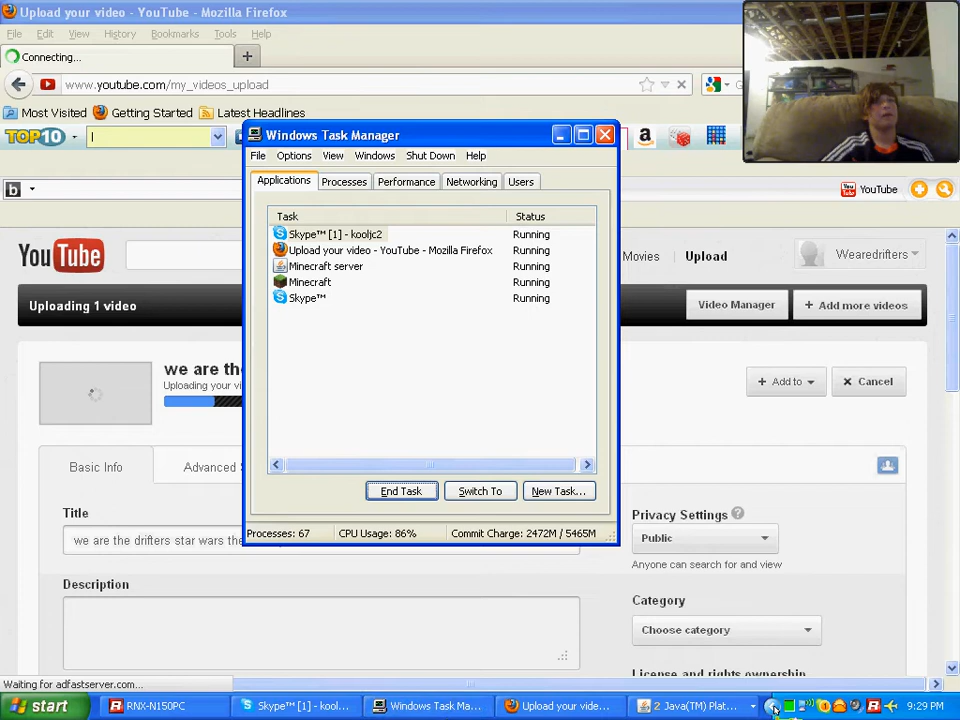 Upload your video - YouTube - Mozilla Firefox
File Edit View History Bookmarks Tools Help
Connecting...
www.youtube.com/my_videos_upload
Most Visited Getting Started Latest Headlines
TOP10
Windows Task Manager
File Options View Windows Shut Down Help
Applications Processes Performance Networking Users
Task Status
Skype™ [1] - kooljc2 Running
Upload your video - YouTube - Mozilla Firefox Running
Minecraft server Running
Minecraft Running
Skype™ Running
End Task Switch To New Task...
Processes: 67 CPU Usage: 86% Commit Charge: 2472M / 5465M
a
b YouTube
YouTube Movies Upload Wearedrifters
Uploading 1 video Video Manager + Add more videos
we are the
Uploading your vi
+ Add to × Cancel
Basic Info Advanced S
Title
we are the drifters star wars the
Privacy Settings ?
Public
Anyone can search for and view
Description
Category
Choose category
License and rights ownership
Waiting for adfastserver.com...
start RNX-N150PC Skype™ [1] - kool... Windows Task Ma... Upload your vide... 2 Java(TM) Plat... 9:29 PM